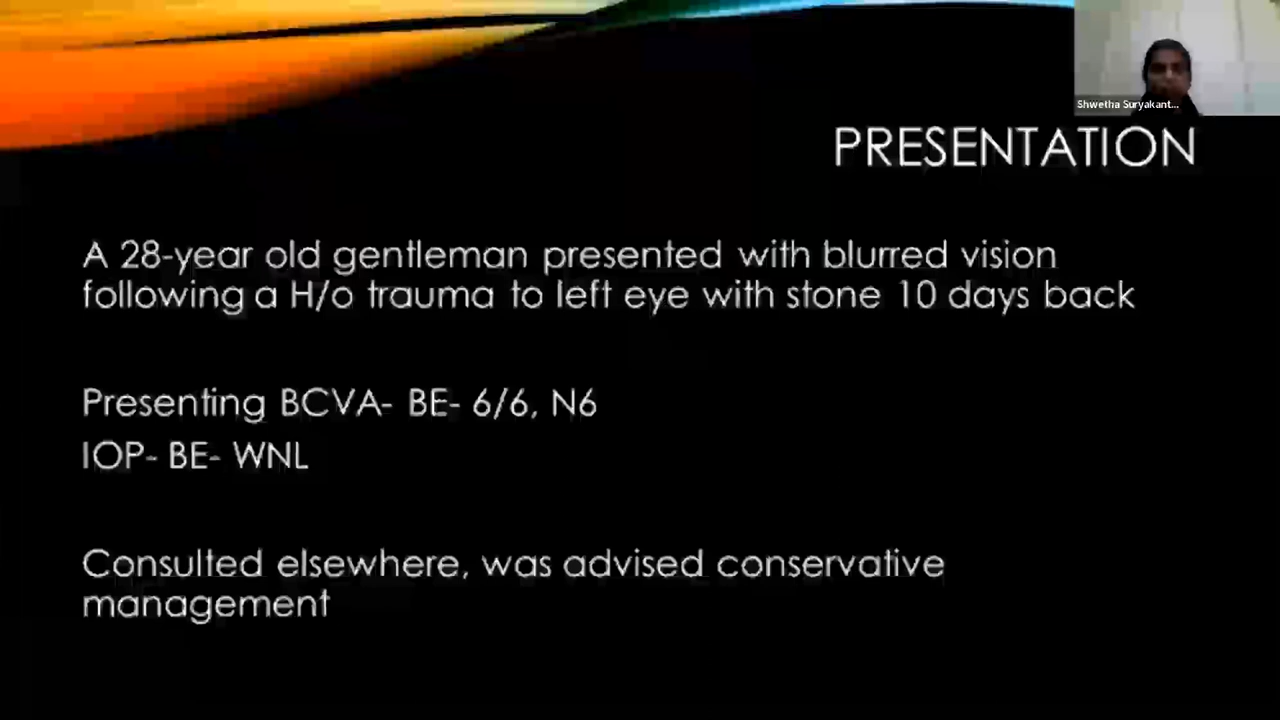 Shwetha Suryakant...
PRESENTATION
A 28-year old gentleman presented with blurred vision
following a H/o trauma to left eye with stone 10 days back
Presenting BCVA- BE- 6/6, N6
IOP- BE- WNL
Consulted elsewhere, was advised conservative
management